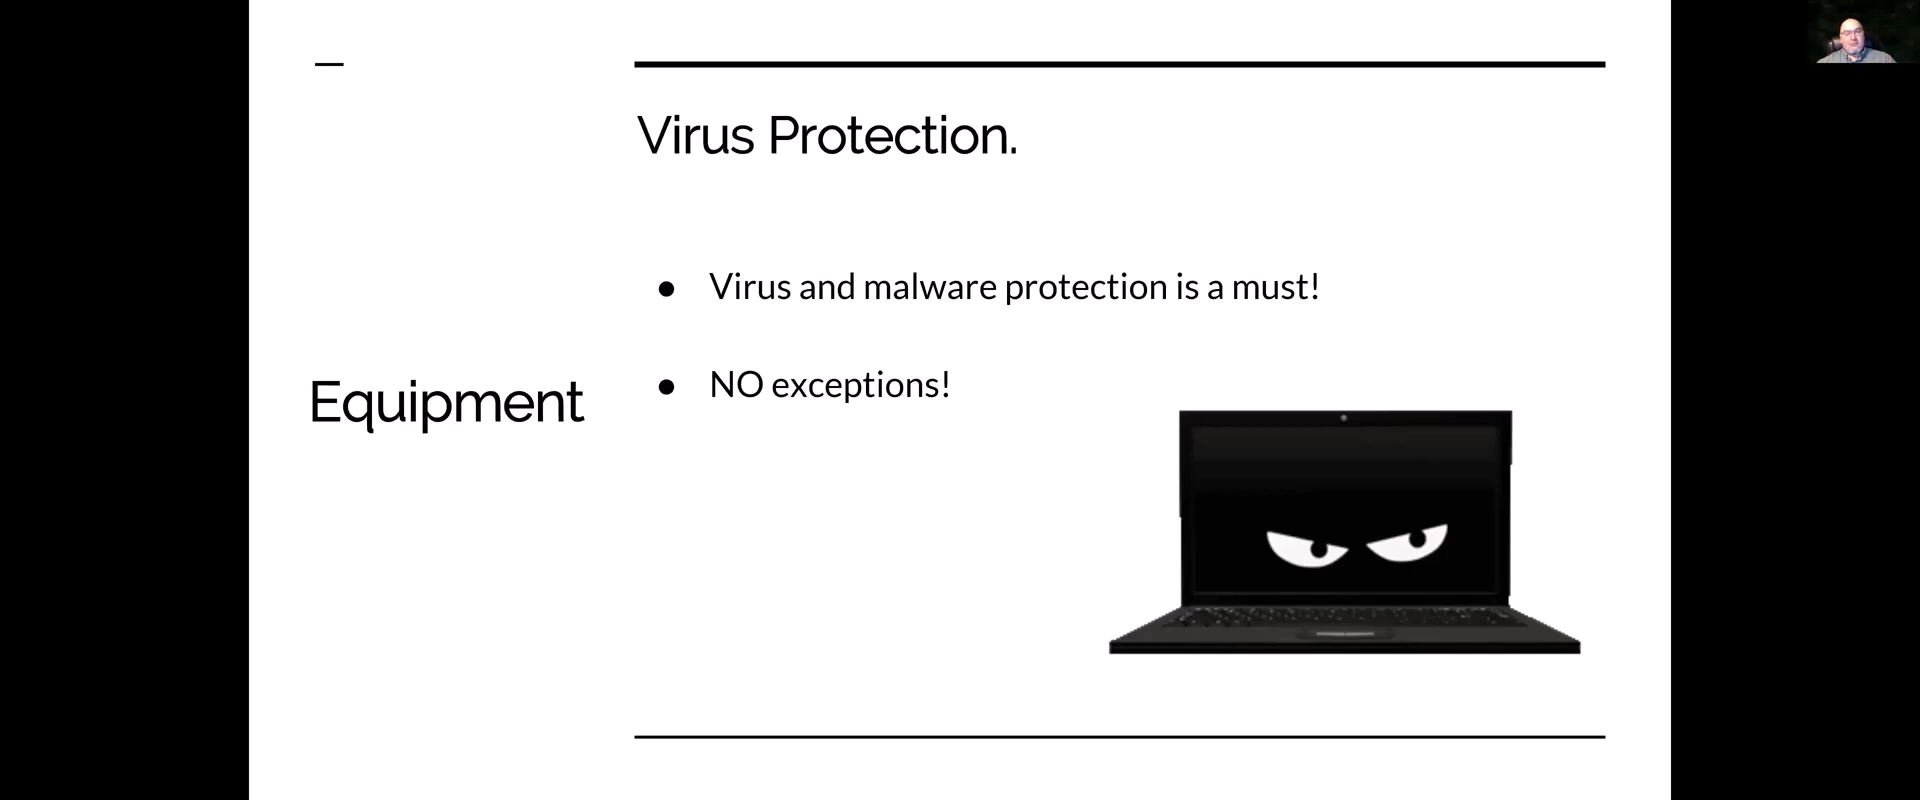 Virus Protection.
Virus and malware protection is a must!
NO exceptions!
Equipment